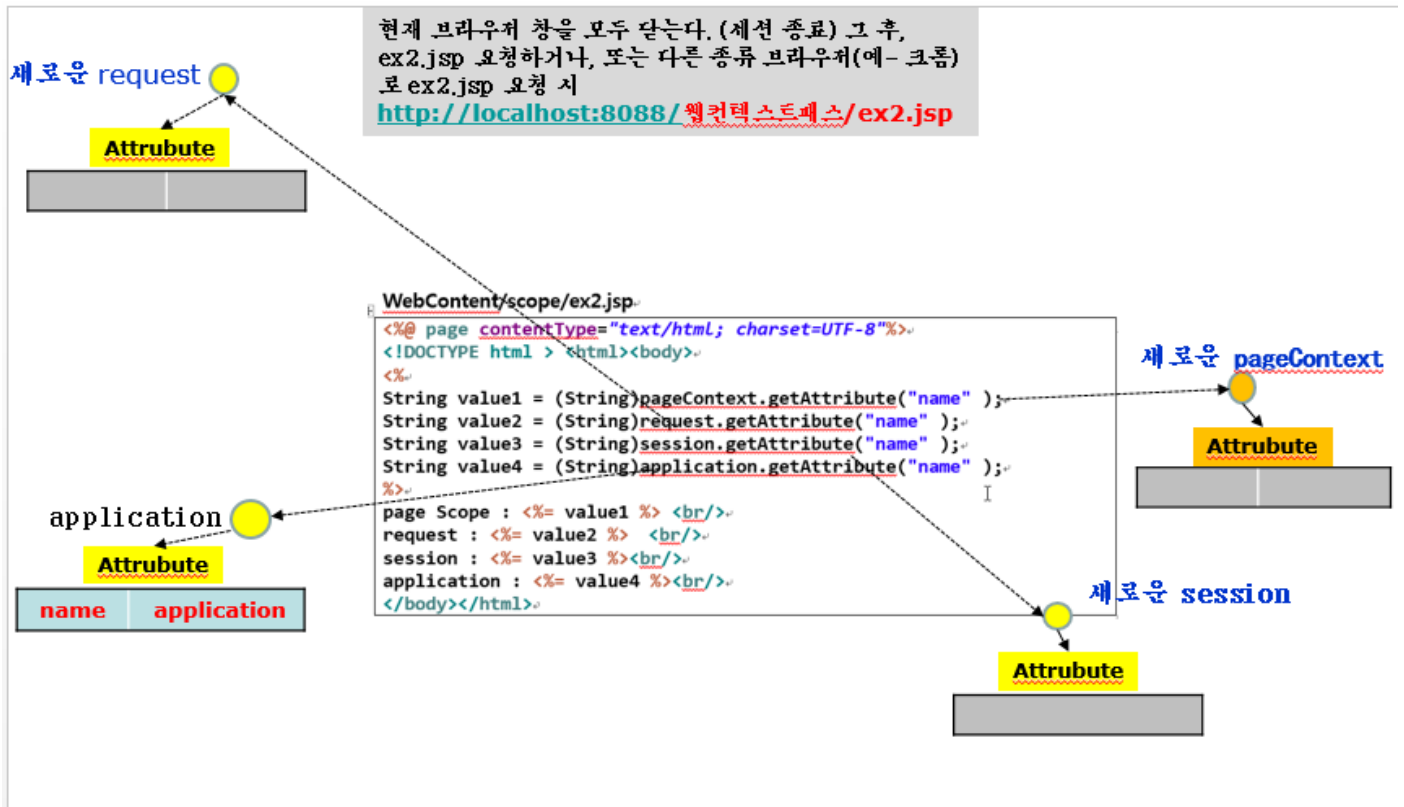 현재 브라우저 창을 모두 닫는다. (세션 종료) 그 후,
ex2.jsp 요청하거나, 또는 다른 종류 브라우저(예- 크롬)
로 ex2.jsp 요청 시
http://localhost:8088/웹컨텍스트패스/ex2.jsp
새로운 request
Attrubute
WebContent/scope/ex2.jsp
<%@ page contentType="text/html; charset=UTF-8"%>
<!DOCTYPE html > <html><body>
<%
String value1 = (String)pageContext.getAttribute("name" );
String value2 = (String)request.getAttribute("name" );
String value3 = (String)session.getAttribute("name" );
String value4 = (String)application.getAttribute("name" );
%>
page Scope : <%= value1 %> <br/>
request : <%= value2 %> <br/>
session : <%= value3 %><br/>
application : <%= value4 %><br/>
</body></html>
새로운 pageContext
Attrubute
application
Attrubute
name application
새로운 session
Attrubute